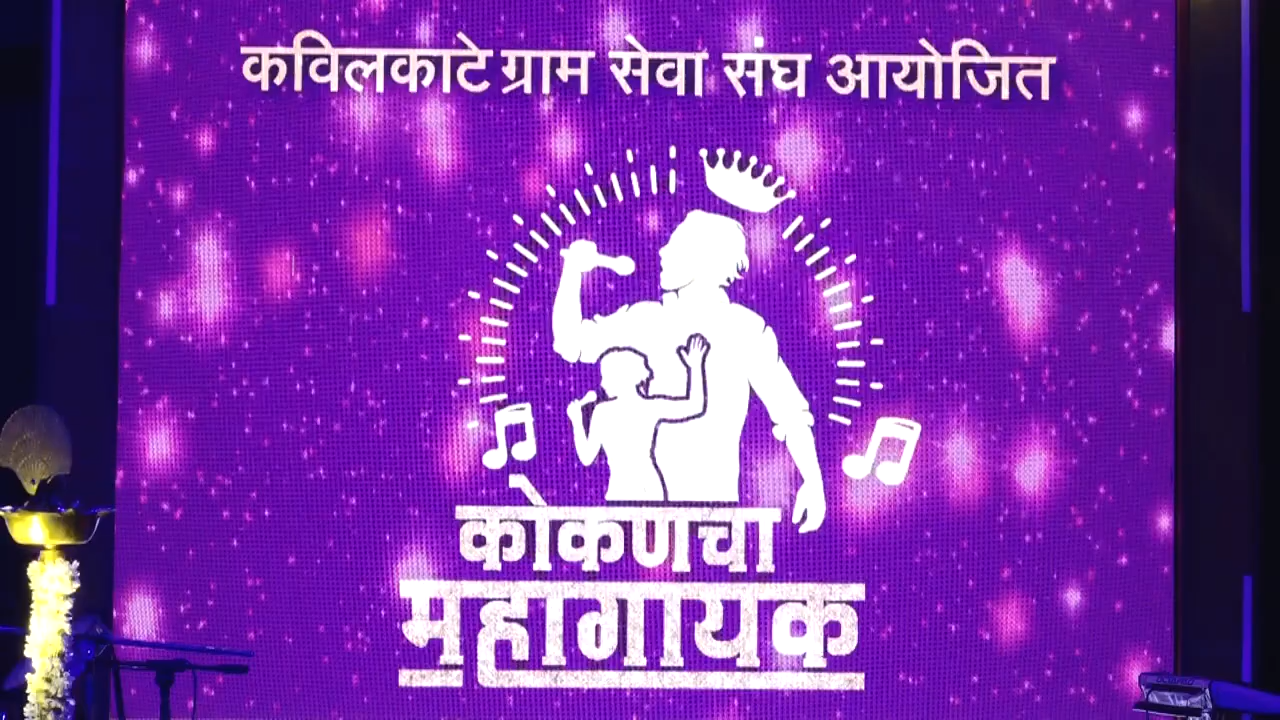 कविलकाटे ग्राम सेवा संघ आयोजित
कोकणचा
महागायक